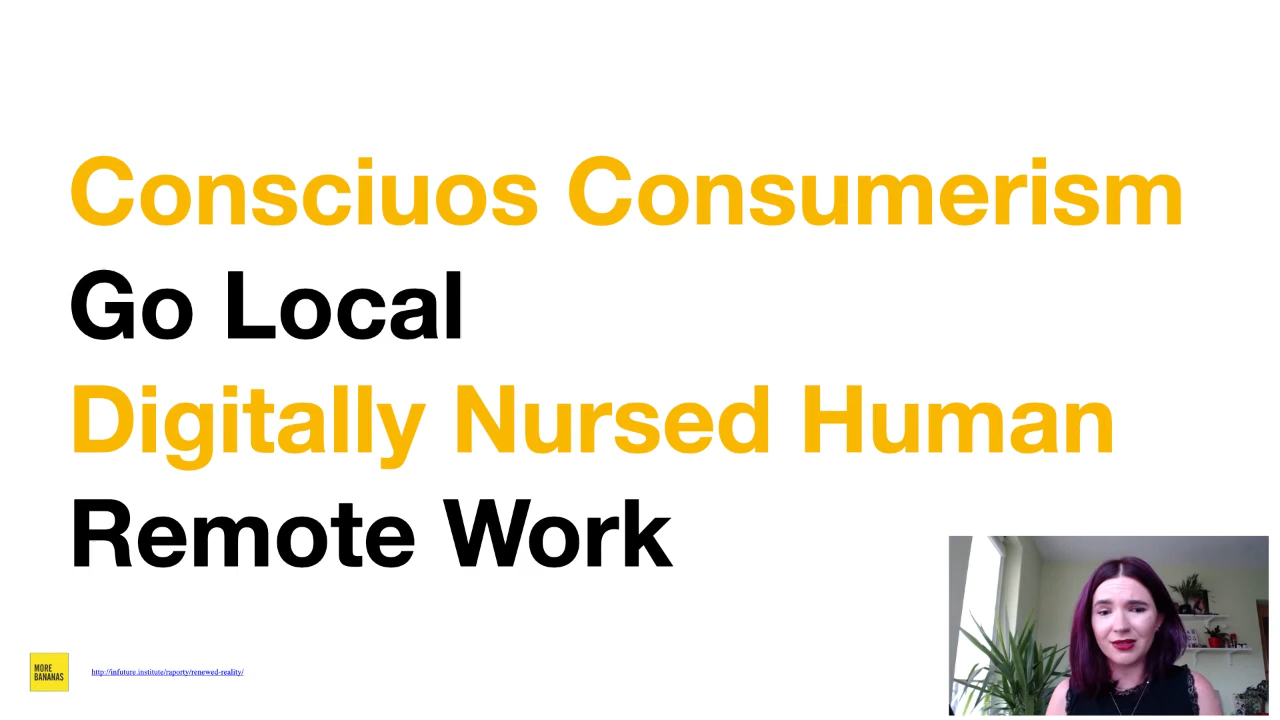 Consciuos Consumerism
Go Local
Digitally Nursed Human
Remote Work
MORE
BANANAS
http://infuture.institute/raporty/renewed-reality/